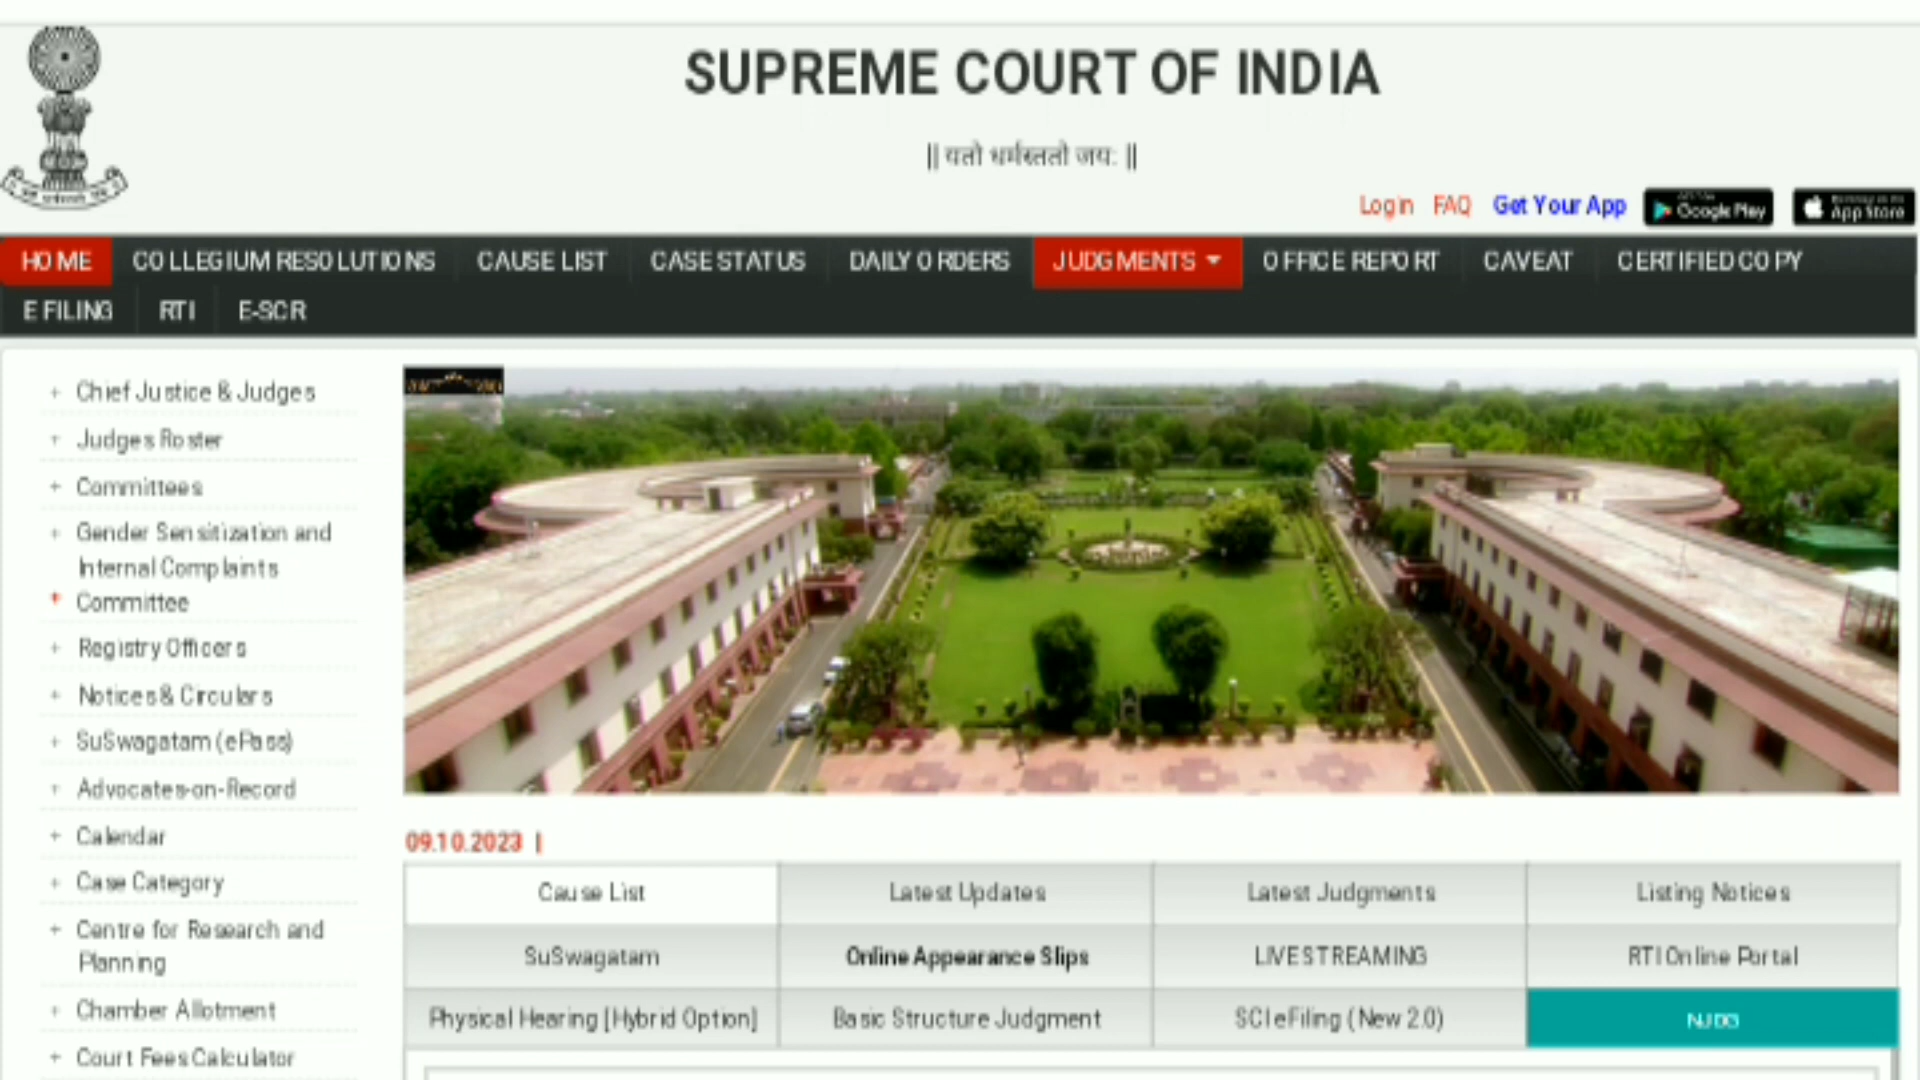 SUPREME COURT OF INDIA
|| यतो धर्मस्ततो जय: ||
Login FAQ Get Your App Google Play App Store
HOME COLLEGIUM RESOLUTIONS CAUSE LIST CASE STATUS DAILY ORDERS JUDGMENTS OFFICE REPORT CAVEAT CERTIFIED COPY
E FILING RTI E-SCR
Chief Justice & Judges
Judges Roster
Committees
Gender Sensitization and
Internal Complaints
Committee
Registry Officers
Notices & Circulars
SuSwagatam (ePass)
Advocates-on-Record
Calendar
Case Category
Centre for Research and
Planning
Chamber Allotment
Court Fees Calculator
09.10.2023 |
Cause List Latest Updates Latest Judgments Listing Notices
SuSwagatam Online Appearance Slips LIVE STREAMING RTI Online Portal
Physical Hearing [Hybrid Option] Basic Structure Judgment SCI eFiling (New 2.0) NJDG